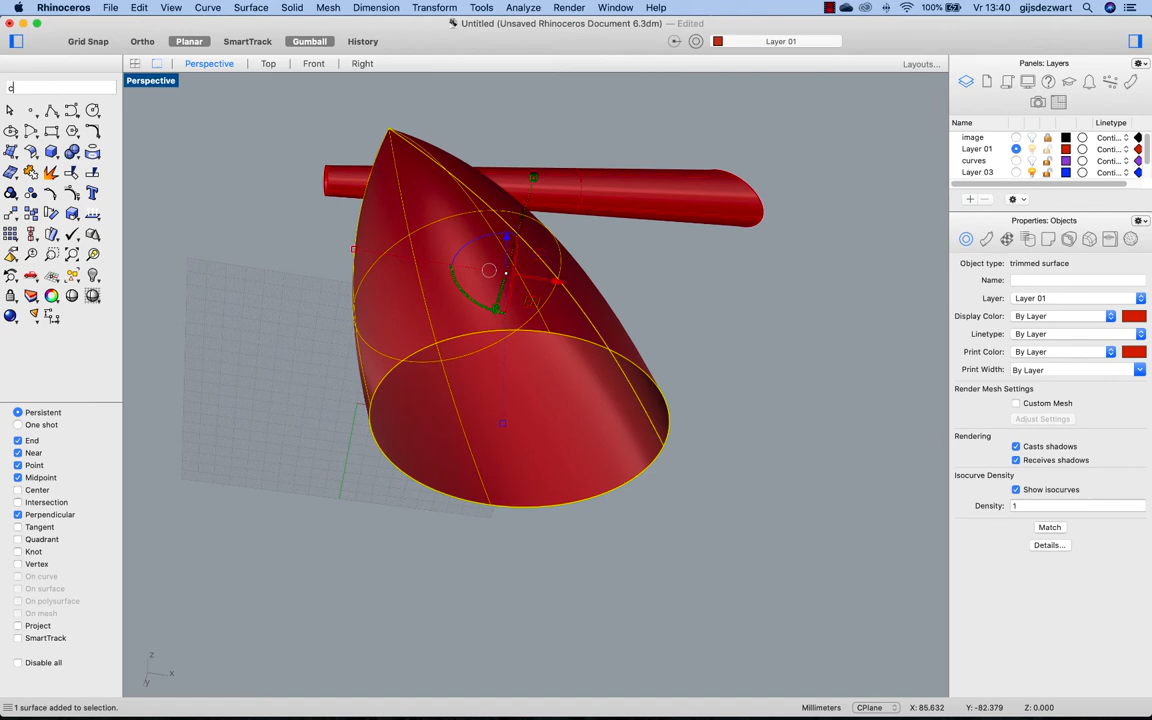 Rhinoceros File Edit View Curve Surface Solid Mesh Dimension Transform Tools Analyze Render Window Help 100% Vr 13:40 gijsdezwart
Untitled (Unsaved Rhinoceros Document 6.3dm) — Edited
Grid Snap Ortho Planar SmartTrack Gumball History Layer 01
Perspective Top Front Right Layouts... Panels: Layers
Perspective
c
Name Linetype
image Conti...
Layer 01 Conti...
curves Conti...
Layer 03 Conti...
Properties: Objects
Object type: trimmed surface
Name:
Layer: Layer 01
Display Color: By Layer
Linetype: By Layer
Print Color: By Layer
Print Width: By Layer
Render Mesh Settings
Custom Mesh
Adjust Settings
Rendering
Casts shadows
Receives shadows
Isocurve Density
Show isocurves
Density: 1
Match
Details...
Persistent
One shot
End
Near
Point
Midpoint
Center
Intersection
Perpendicular
Tangent
Quadrant
Knot
Vertex
On curve
On surface
On polysurface
On mesh
Project
SmartTrack
Disable all
z
x
y
1 surface added to selection. Millimeters CPlane X: 85.632 Y: -82.379 Z: 0.000